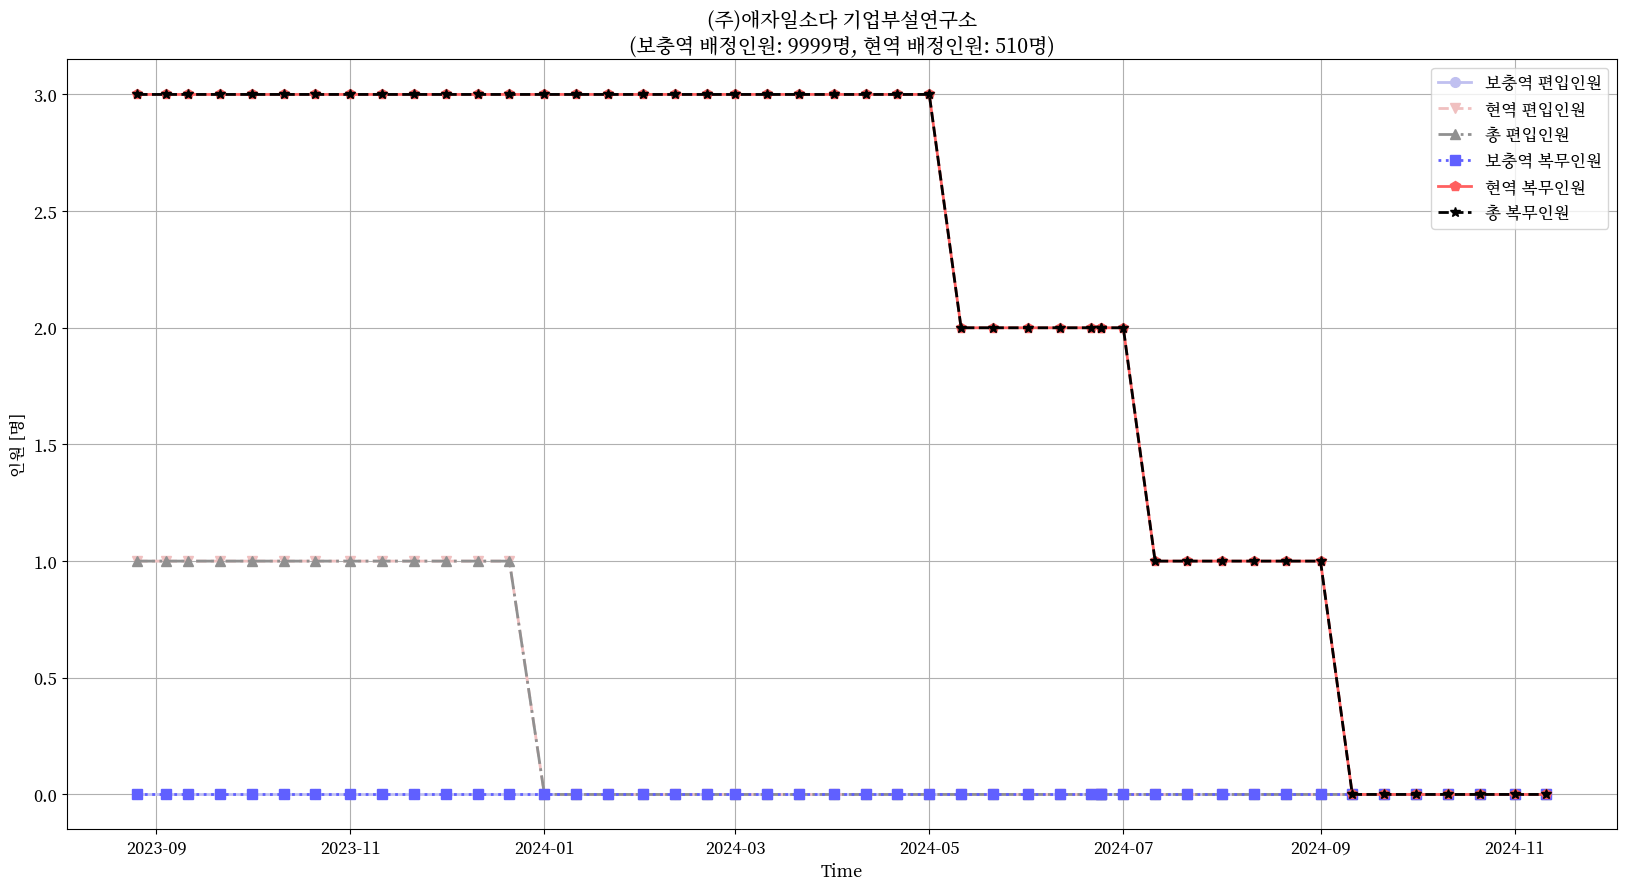 (주)애자일소다 기업부설연구소
(보충역 배정인원: 9999명, 현역 배정인원: 510명)
보충역 편입인원
현역 편입인원
총 편입인원
보충역 복무인원
현역 복무인원
총 복무인원
인원 [명]
3.0
2.5
2.0
1.5
1.0
0.5
0.0
2023-09
2023-11
2024-01
2024-03
2024-05
2024-07
2024-09
2024-11
Time